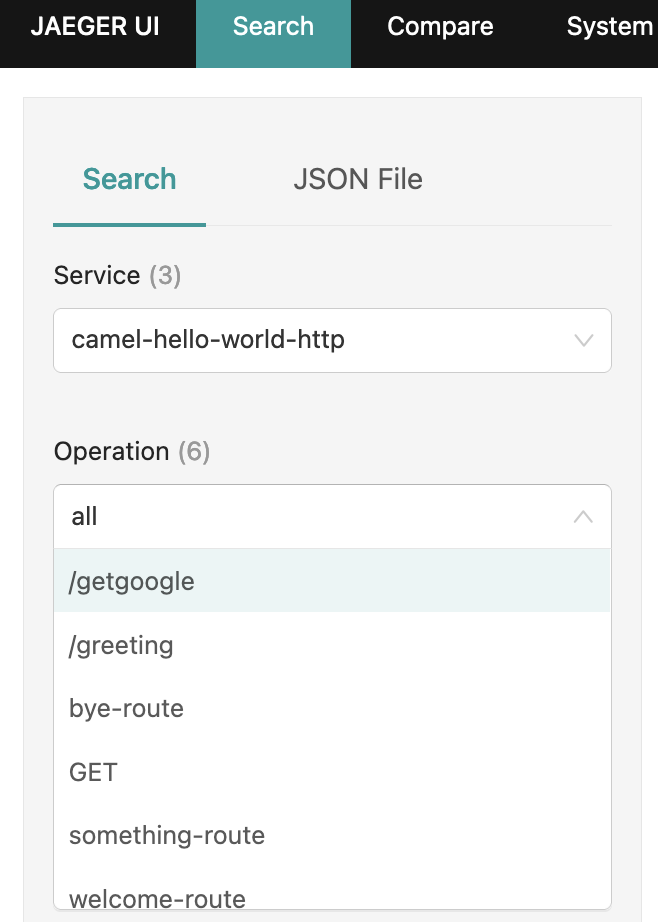 JAEGER UI Search Compare System
Search JSON File
Service (3)
camel-hello-world-http
Operation (6)
all
/getgoogle
/greeting
bye-route
GET
something-route
welcome-route